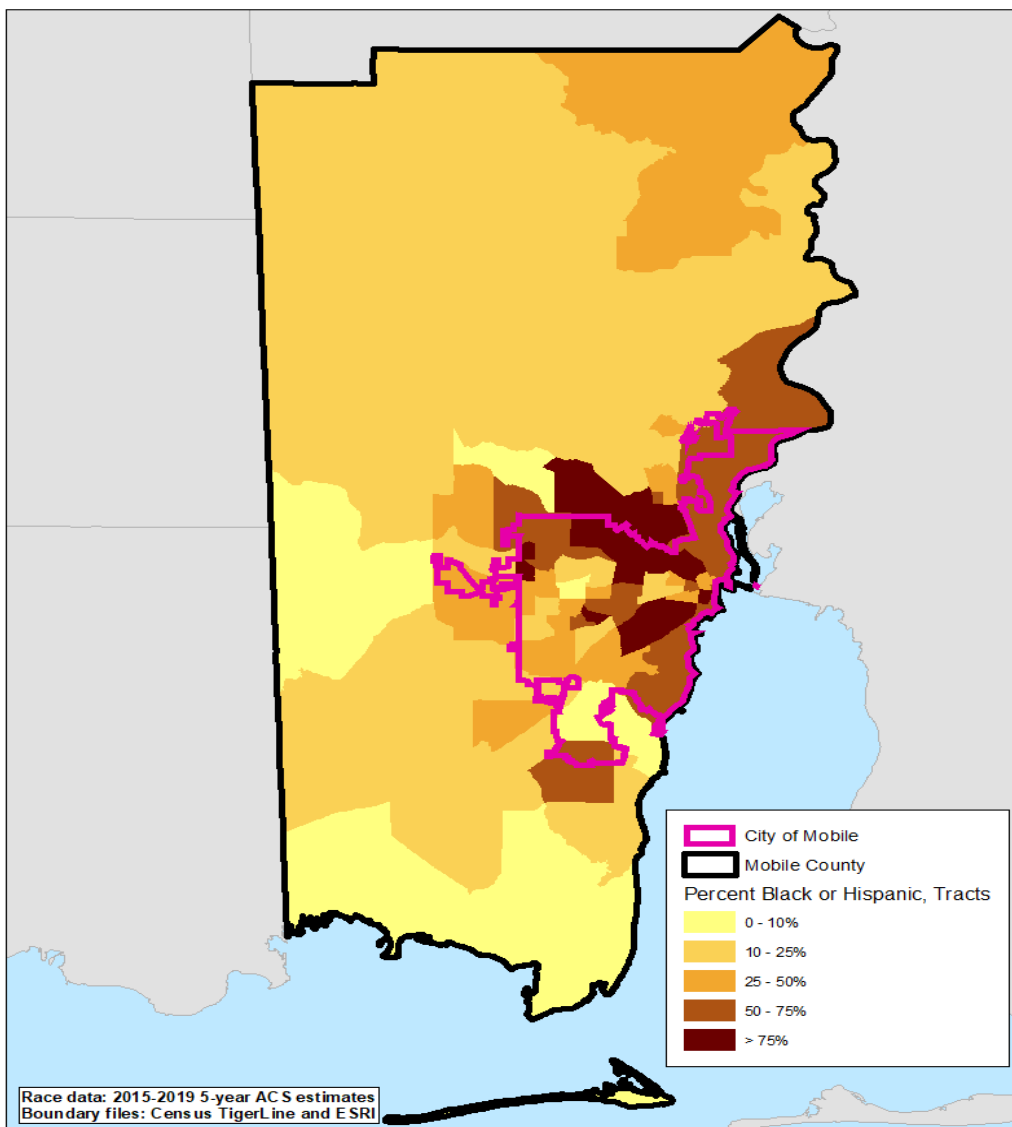 City of Mobile
Mobile County
Percent Black or Hispanic, Tracts
0 - 10%
10 - 25%
25 - 50%
50 - 75%
> 75%
Race data: 2015-2019 5-year ACS estimates
Boundary files: Census TigerLine and ESRI